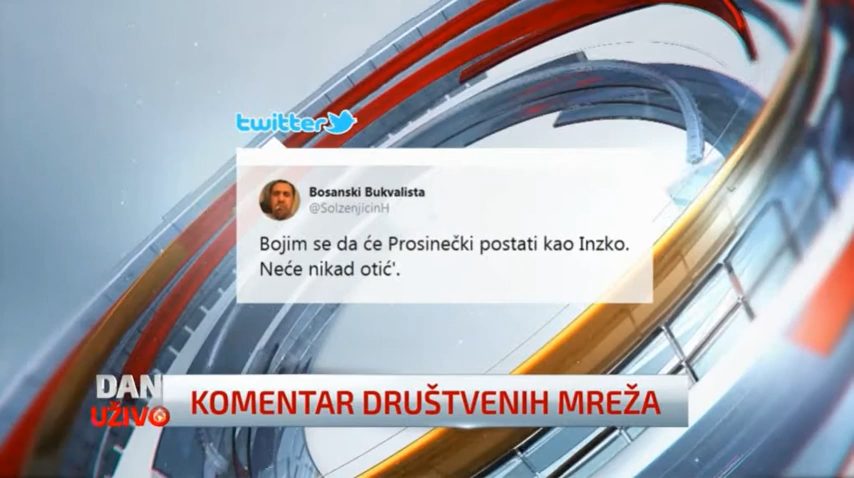 twitter
Bosanski Bukvalista
@SolzenjicinH
Bojim se da će Prosinečki postati kao Inzko.
Neće nikad otić'.
DAN
UŽIVO
KOMENTAR DRUŠTVENIH MREŽA